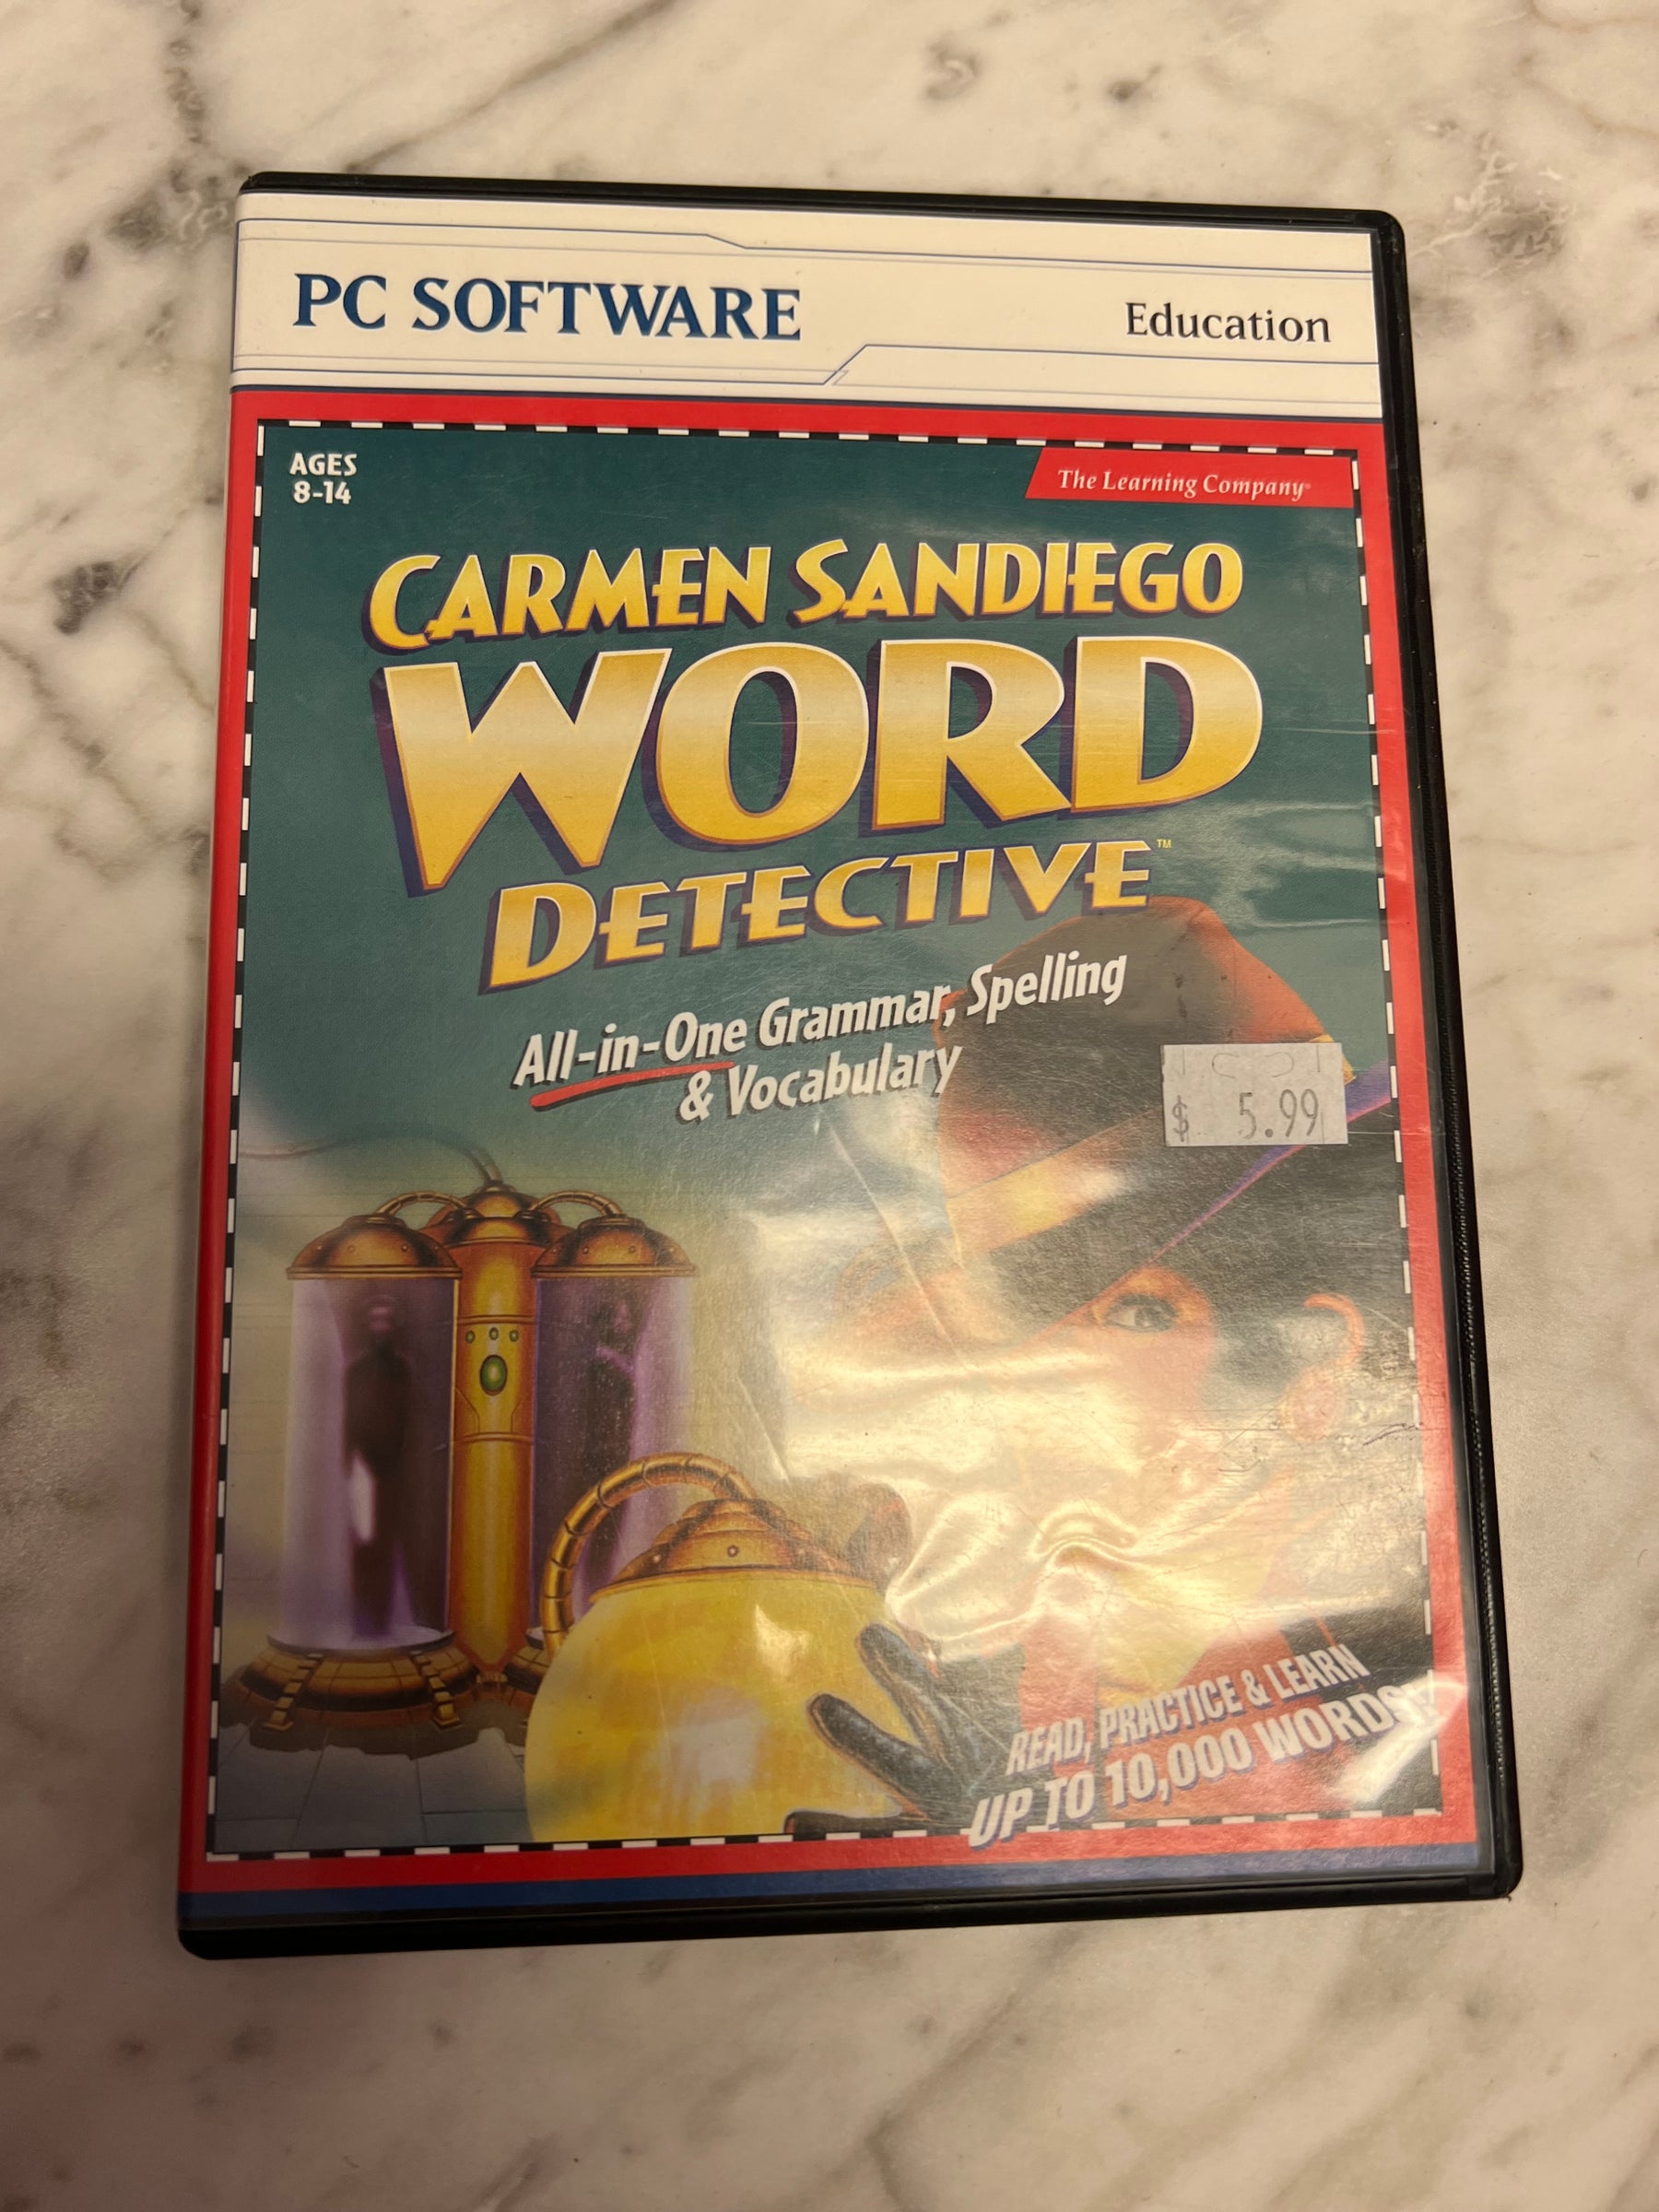 PC SOFTWARE
Education
AGES
8-14
The Learning Company®
CARMEN SANDIEGO
WORD
DETECTIVE™
All-in-One Grammar, Spelling
& Vocabulary
$ 5.99
READ, PRACTICE & LEARN
UP TO 10,000 WORDS!